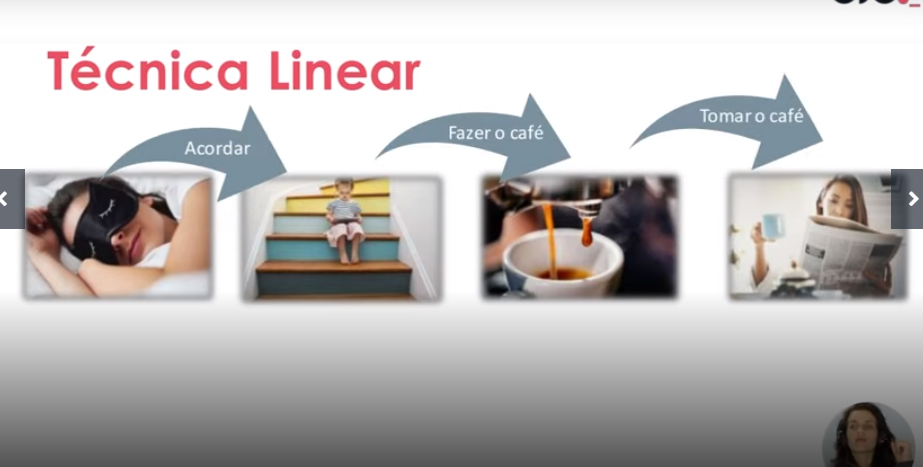 Técnica Linear
Acordar
Fazer o café
Tomar o café